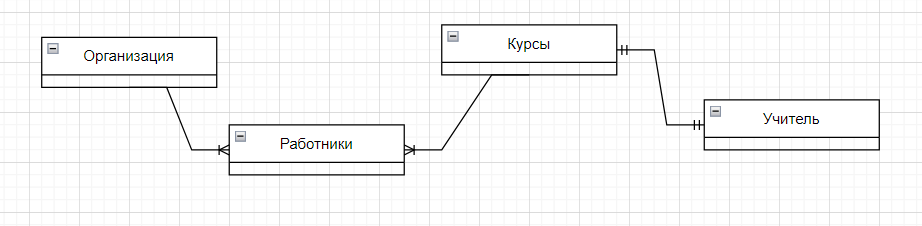 Организация
Курсы
Работники
Учитель